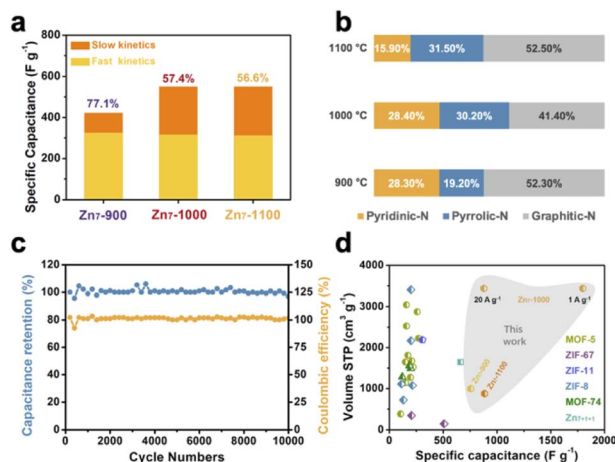 a
Specific Capacitance (F g⁻¹)
800
600
400
200
0
Slow kinetics
Fast kinetics
77.1%
57.4%
56.6%
Zn₇-900
Zn₇-1000
Zn₇-1100
b
1100 °C
15.90%
31.50%
52.50%
1000 °C
28.40%
30.20%
41.40%
900 °C
28.30%
19.20%
52.30%
Pyridinic-N
Pyrrolic-N
Graphitic-N
c
Capacitance retention (%)
120
100
80
60
40
20
0
150
125
100
75
50
25
0
Coulombic efficiency (%)
0
2000
4000
6000
8000
10000
Cycle Numbers
d
Volume STP (cm³ g⁻¹)
4000
3000
2000
1000
0
20 A g⁻¹
Zn₇-1000
1 A g⁻¹
This
work
Zn₇-900
Zn₇-1100
MOF-5
ZIF-67
ZIF-11
ZIF-8
MOF-74
Zn₇₊₁₊₁
0
500
1000
1500
2000
Specific capacitance (F g⁻¹)